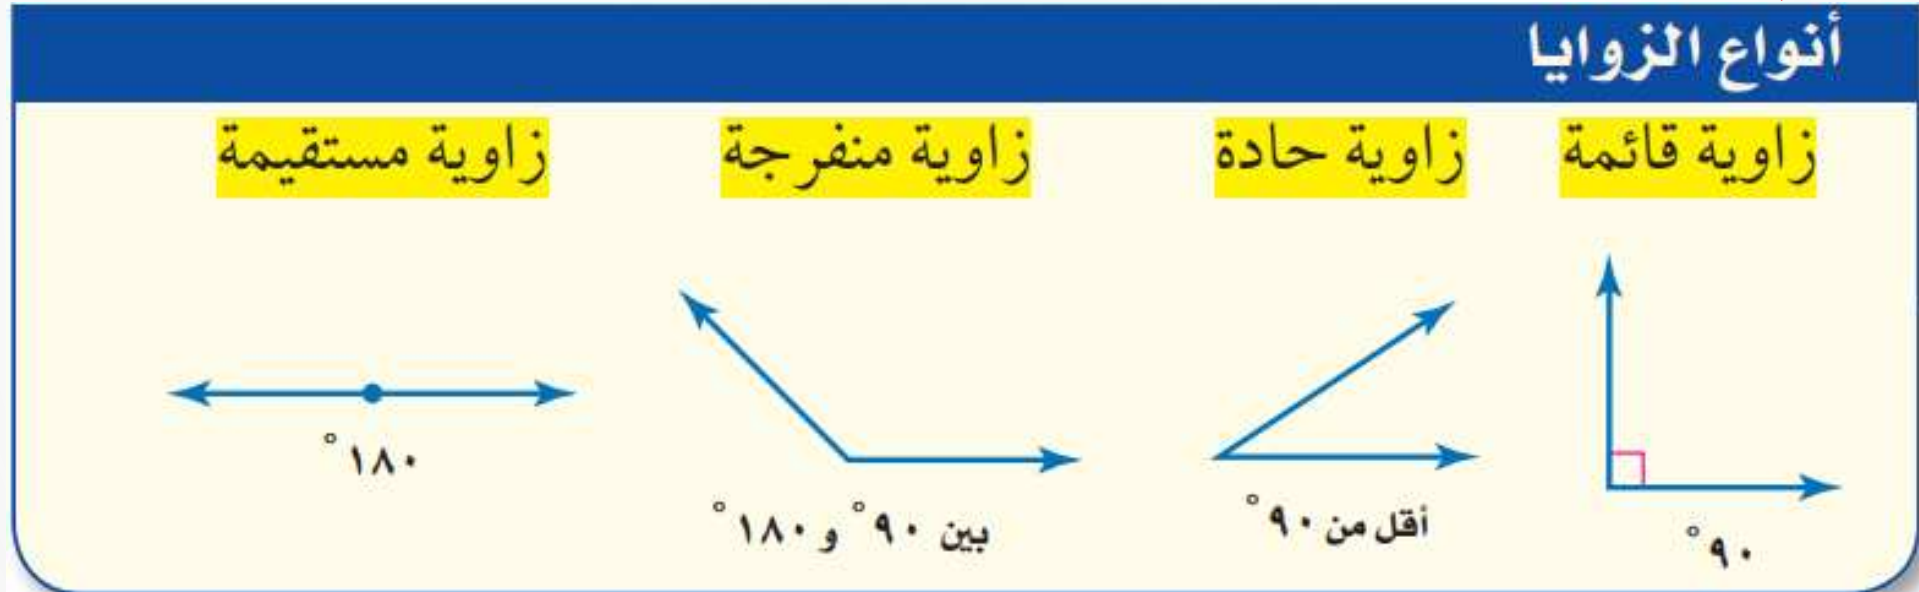 أنواع الزوايا
زاوية قائمة
زاوية حادة
زاوية منفرجة
زاوية مستقيمة
٩٠°
أقل من ٩٠°
بين ٩٠° و ١٨٠°
١٨٠°